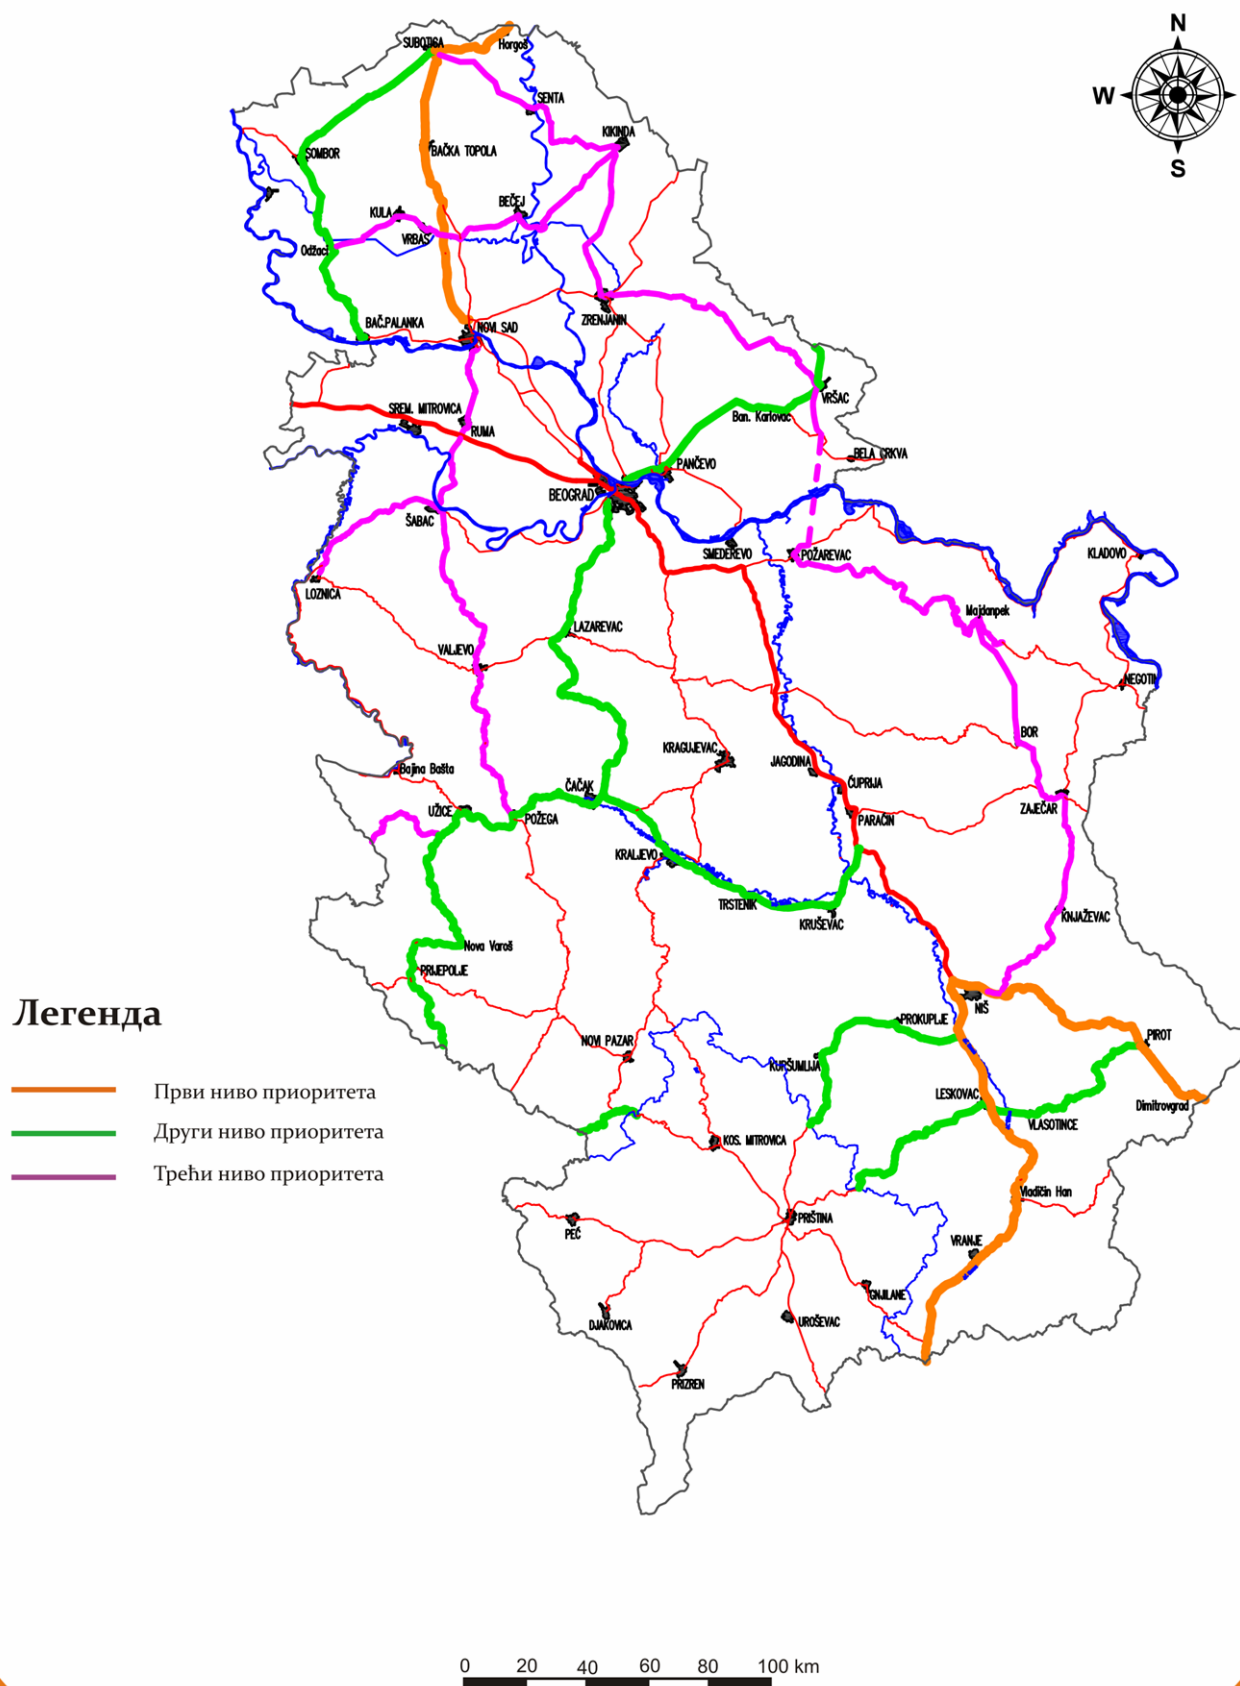 N
W
S
SUBOTICA
Horgoš
SENTA
KIKINDA
SOMBOR
BAČKA TOPOLA
BEČEJ
KULA
VRBAS
Odžaci
BAČ.PALANKA
NOVI SAD
ZRENJANIN
VRŠAC
SREM. MITROVICA
RUMA
Ban. Karlovac
BELA CRKVA
PANČEVO
BEOGRAD
ŠABAC
SMEDEREVO
POŽAREVAC
KLADOVO
LOZNICA
Majdanpek
LAZAREVAC
VALJEVO
NEGOTIN
BOR
KRAGUJEVAC
JAGODINA
Bajina Bašta
ČAČAK
ĆUPRIJA
UŽICE
POŽEGA
PARAĆIN
ZAJEČAR
KRALJEVO
TRSTENIK
KRUŠEVAC
KNJAŽEVAC
Nova Varoš
PRIJEPOLJE
NIŠ
Легенда
PROKUPLJE
PIROT
NOVI PAZAR
KURŠUMLIJA
Први ниво приоритета
LESKOVAC
Dimitrovgrad
VLASOTINCE
Други ниво приоритета
KOS. MITROVICA
Трећи ниво приоритета
Vladičin Han
PRIŠTINA
PEĆ
VRANJE
GNJILANE
DJAKOVICA
UROŠEVAC
PRIZREN
0 20 40 60 80 100 km